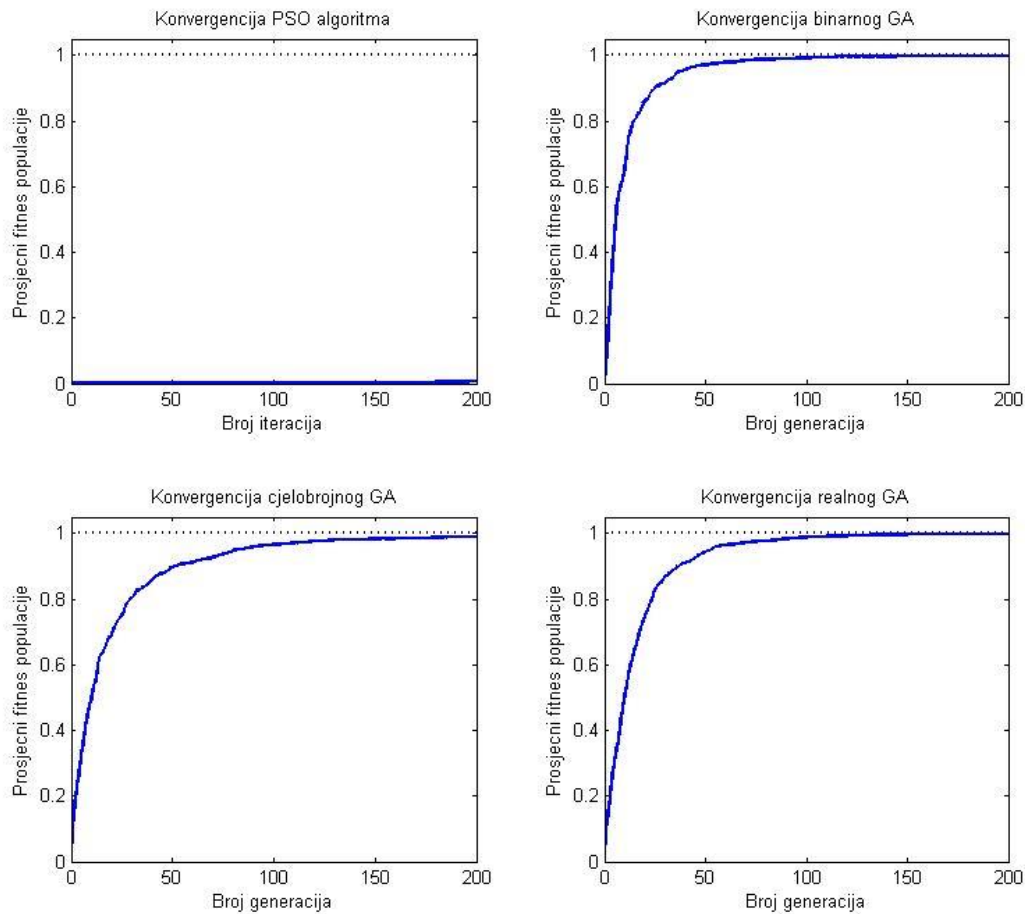 Konvergencija PSO algoritma
Prosjecni fitnes populacije
1
0.8
0.6
0.4
0.2
0
0 50 100 150 200
Broj iteracija
Konvergencija binarnog GA
Prosjecni fitnes populacije
1
0.8
0.6
0.4
0.2
0
0 50 100 150 200
Broj generacija
Konvergencija cjelobrojnog GA
Prosjecni fitnes populacije
1
0.8
0.6
0.4
0.2
0
0 50 100 150 200
Broj generacija
Konvergencija realnog GA
Prosjecni fitnes populacije
1
0.8
0.6
0.4
0.2
0
0 50 100 150 200
Broj generacija